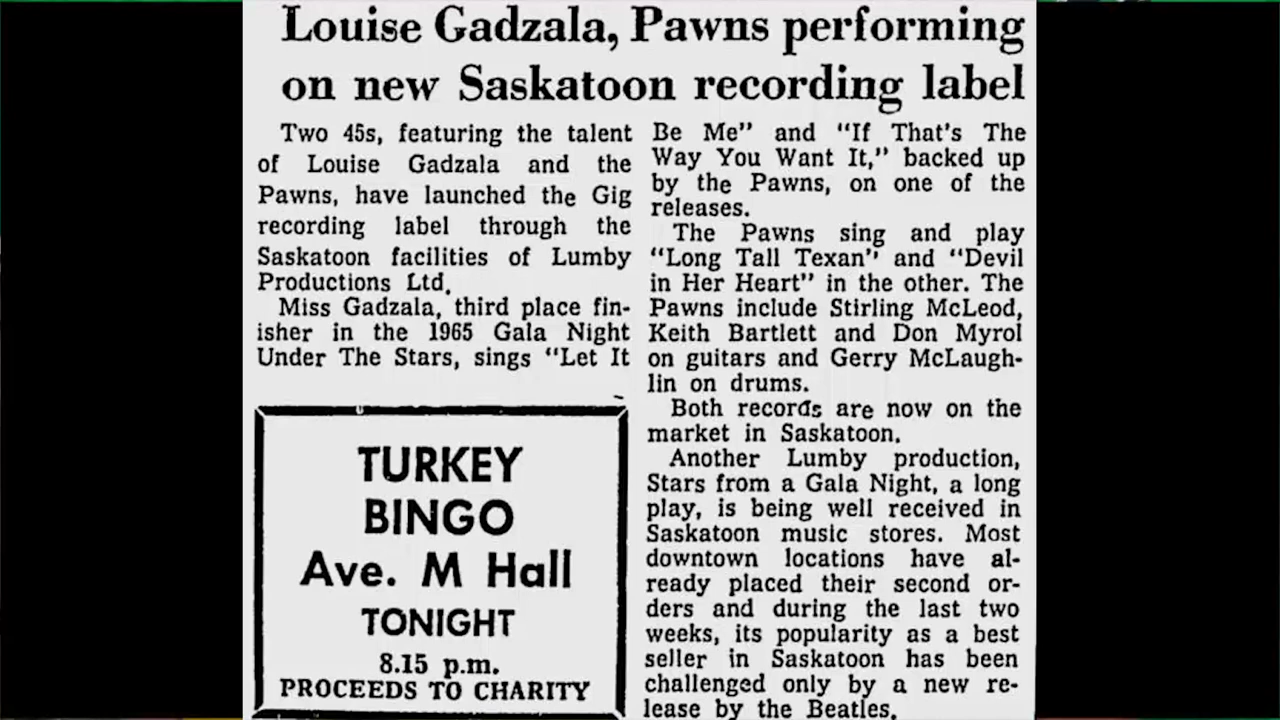 Louise Gadzala, Pawns performing
on new Saskatoon recording label
Two 45s, featuring the talent
of Louise Gadzala and the
Pawns, have launched the Gig
recording label through the
Saskatoon facilities of Lumby
Productions Ltd.
Miss Gadzala, third place fin-
isher in the 1965 Gala Night
Under The Stars, sings "Let It
Be Me" and "If That's The
Way You Want It," backed up
by the Pawns, on one of the
releases.
The Pawns sing and play
"Long Tall Texan" and "Devil
in Her Heart" in the other. The
Pawns include Stirling McLeod,
Keith Bartlett and Don Myrol
on guitars and Gerry McLaugh-
lin on drums.
Both records are now on the
market in Saskatoon.
Another Lumby production,
Stars from a Gala Night, a long
play, is being well received in
Saskatoon music stores. Most
downtown locations have al-
ready placed their second or-
ders and during the last two
weeks, its popularity as a best
seller in Saskatoon has been
challenged only by a new re-
lease by the Beatles.
TURKEY
BINGO
Ave. M Hall
TONIGHT
8.15 p.m.
PROCEEDS TO CHARITY